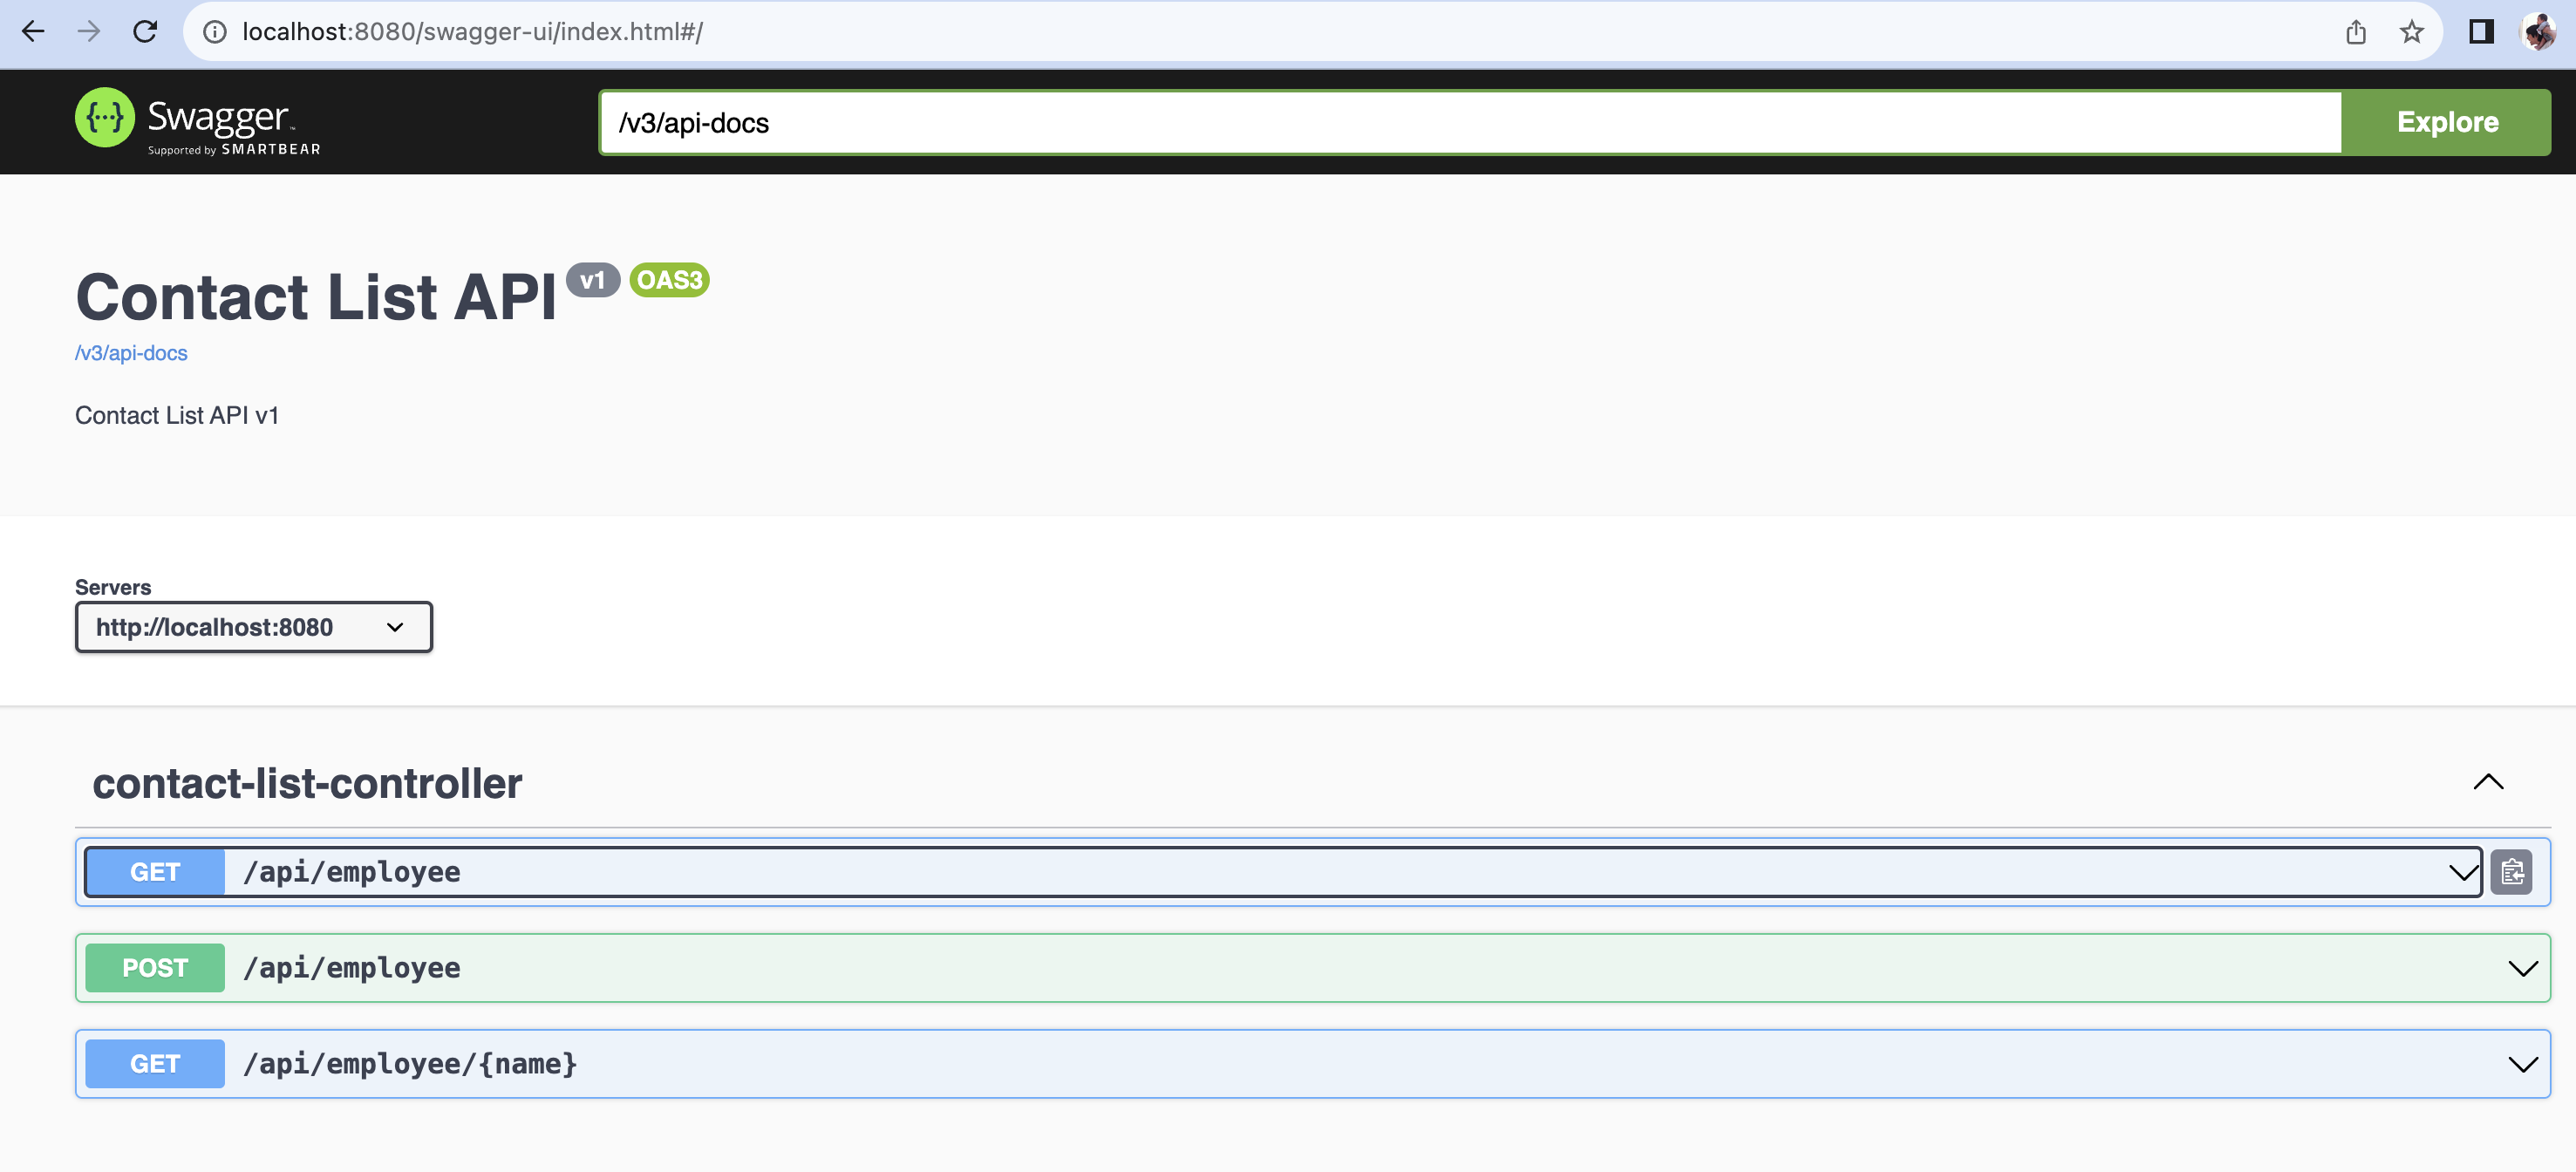 localhost:8080/swagger-ui/index.html#/
{···} Swagger™
Supported by SMARTBEAR
/v3/api-docs
Explore
Contact List API v1 OAS3
/v3/api-docs
Contact List API v1
Servers
http://localhost:8080
contact-list-controller
GET /api/employee
POST /api/employee
GET /api/employee/{name}